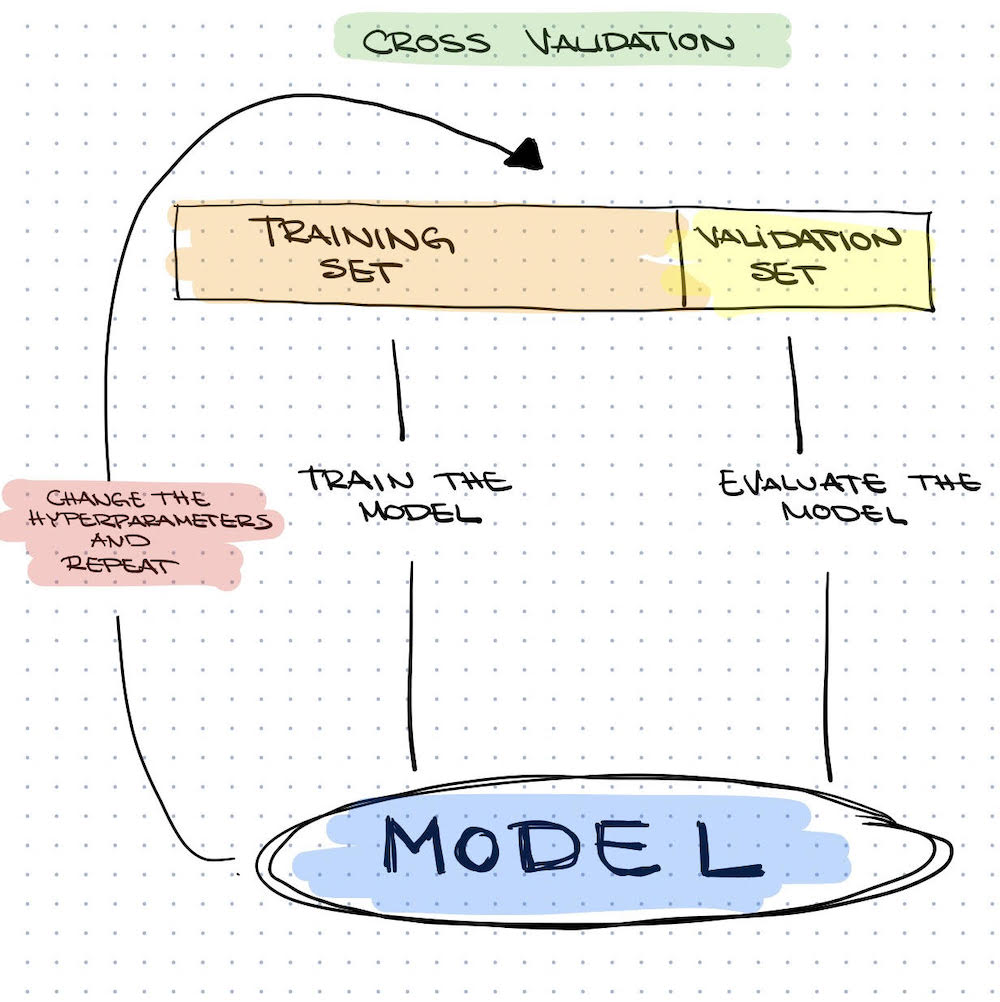 CROSS VALIDATION
TRAINING
SET
VALiDATION
SET
TRAIN THE
MODEL
EVALUATE THE
MODEL
CHANGE THE
HYPERPARAMETERS
AND
REPEAT
MODEL